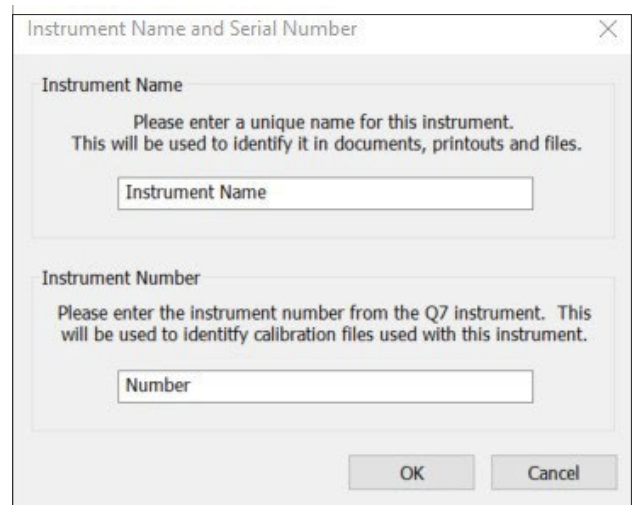 Instrument Name and Serial Number
Instrument Name
Please enter a unique name for this instrument.
This will be used to identify it in documents, printouts and files.
Instrument Name
Instrument Number
Please enter the instrument number from the Q7 instrument. This
will be used to identitfy calibration files used with this instrument.
Number
OK Cancel